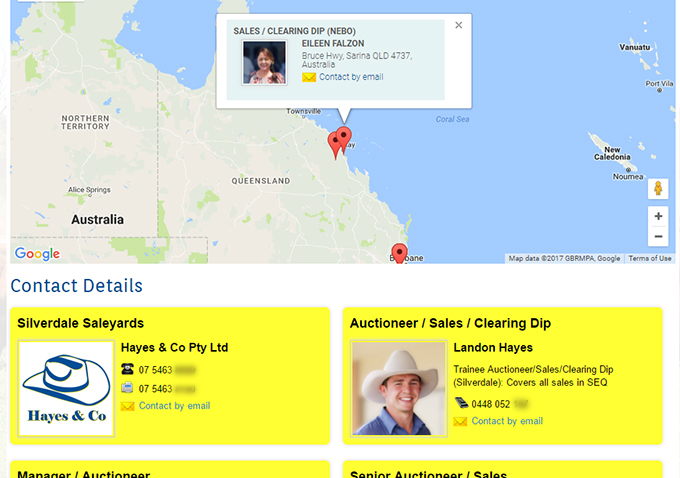 SALES / CLEARING DIP (NEBO)
EILEEN FALZON
Bruce Hwy, Sarina QLD 4737,
Australia
Contact by email
Vanuatu
Port Vila
NORTHERN
TERRITORY
Townsville
Coral Sea
New
Caledonia
Noumea
QUEENSLAND
Alice Springs
Australia
Google
Map data ©2017 GBRMPA, Google
Terms of Use
Contact Details
Silverdale Saleyards
Hayes & Co Pty Ltd
07 5463
07 5463
Contact by email
Hayes & Co
Auctioneer / Sales / Clearing Dip
Landon Hayes
Trainee Auctioneer/Sales/Clearing Dip
(Silverdale): Covers all sales in SEQ
0448 052
Contact by email
Manager / Auctioneer
Senior Auctioneer / Sales